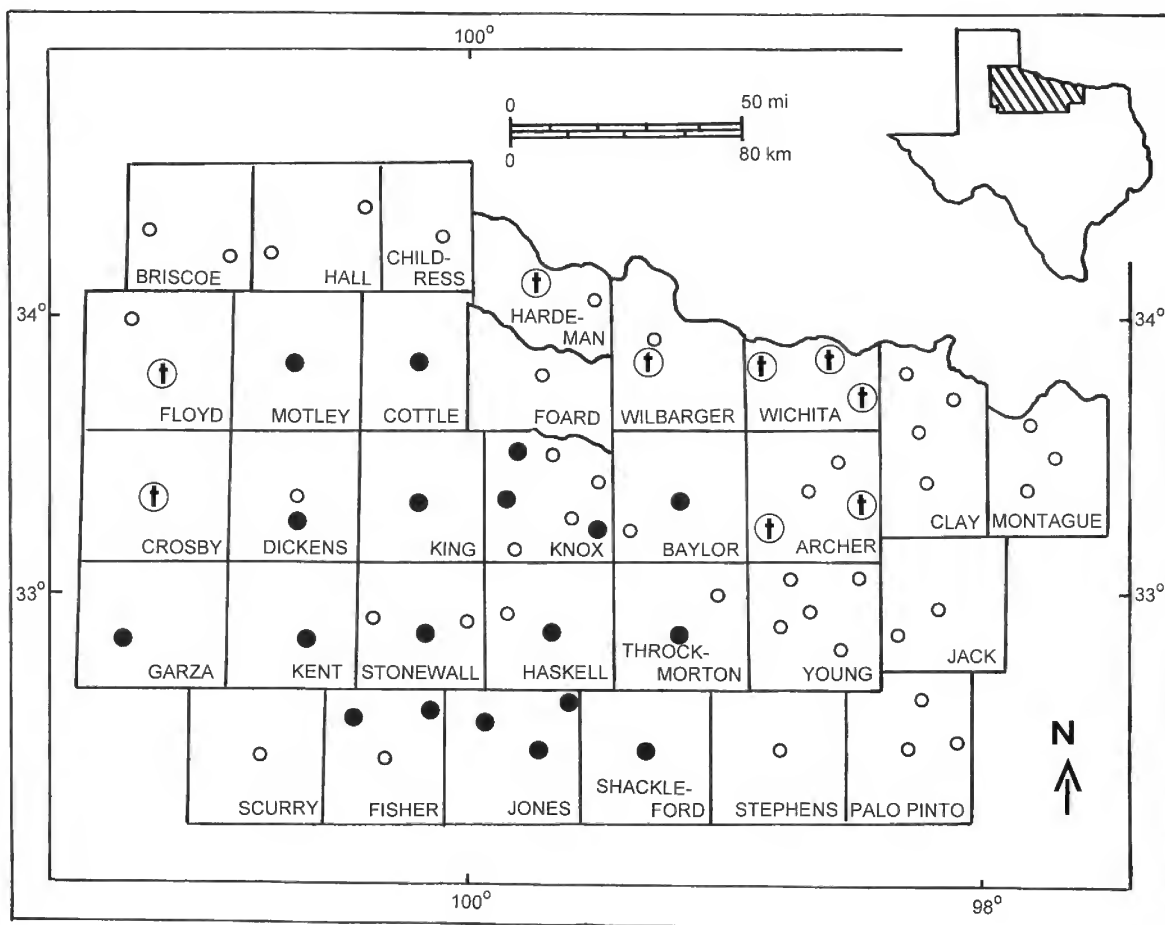 100°
0 50 mi
0 80 km
BRISCOE
HALL
CHILD-
RESS
34°
34°
HARDE-
MAN
FLOYD
MOTLEY
COTTLE
FOARD
WILBARGER
WICHITA
CROSBY
DICKENS
KING
KNOX
BAYLOR
ARCHER
CLAY
MONTAGUE
33°
33°
GARZA
KENT
STONEWALL
HASKELL
THROCK-
MORTON
YOUNG
JACK
N
SCURRY
FISHER
JONES
SHACKLE-
FORD
STEPHENS
PALO PINTO
100°
98°